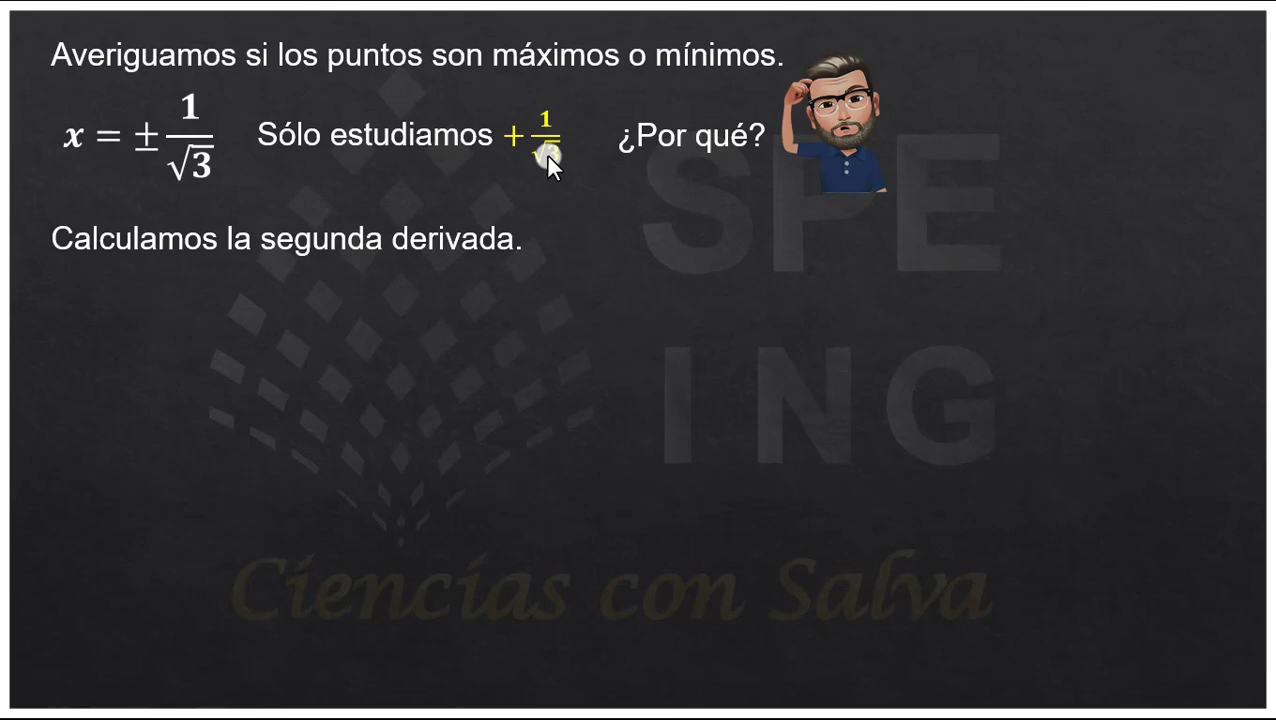 Averiguamos si los puntos son máximos o mínimos.
x = ± 1/√3 Sólo estudiamos + 1/√3 ¿Por qué?
Calculamos la segunda derivada.
SPE
ING
Ciencias con Salva